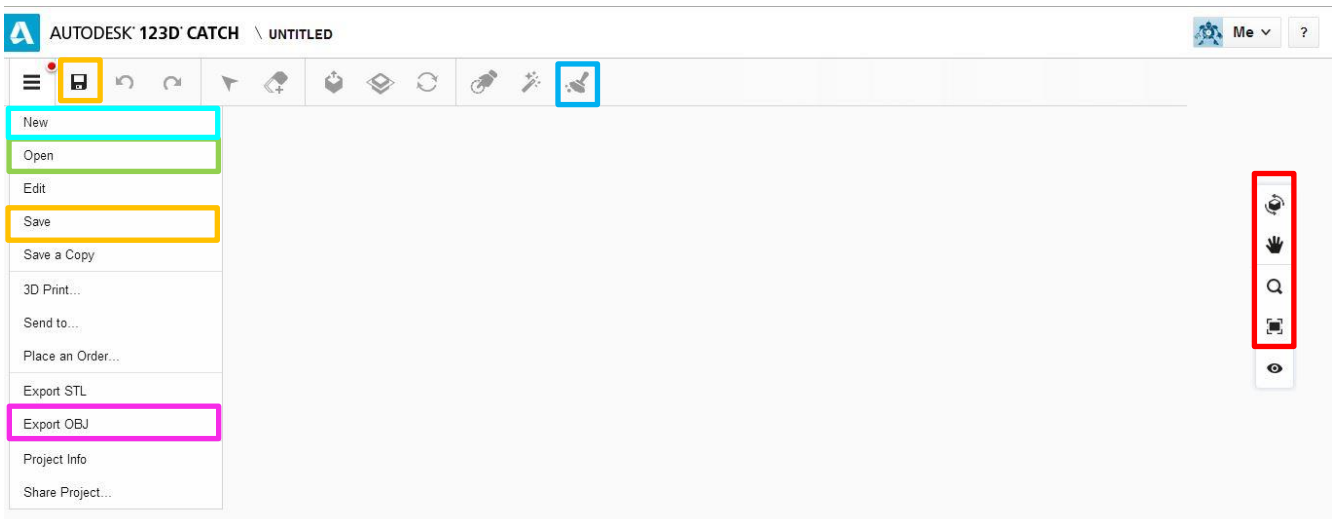 AUTODESK® 123D® CATCH \ UNTITLED
Me
?
New
Open
Edit
Save
Save a Copy
3D Print...
Send to...
Place an Order...
Export STL
Export OBJ
Project Info
Share Project...